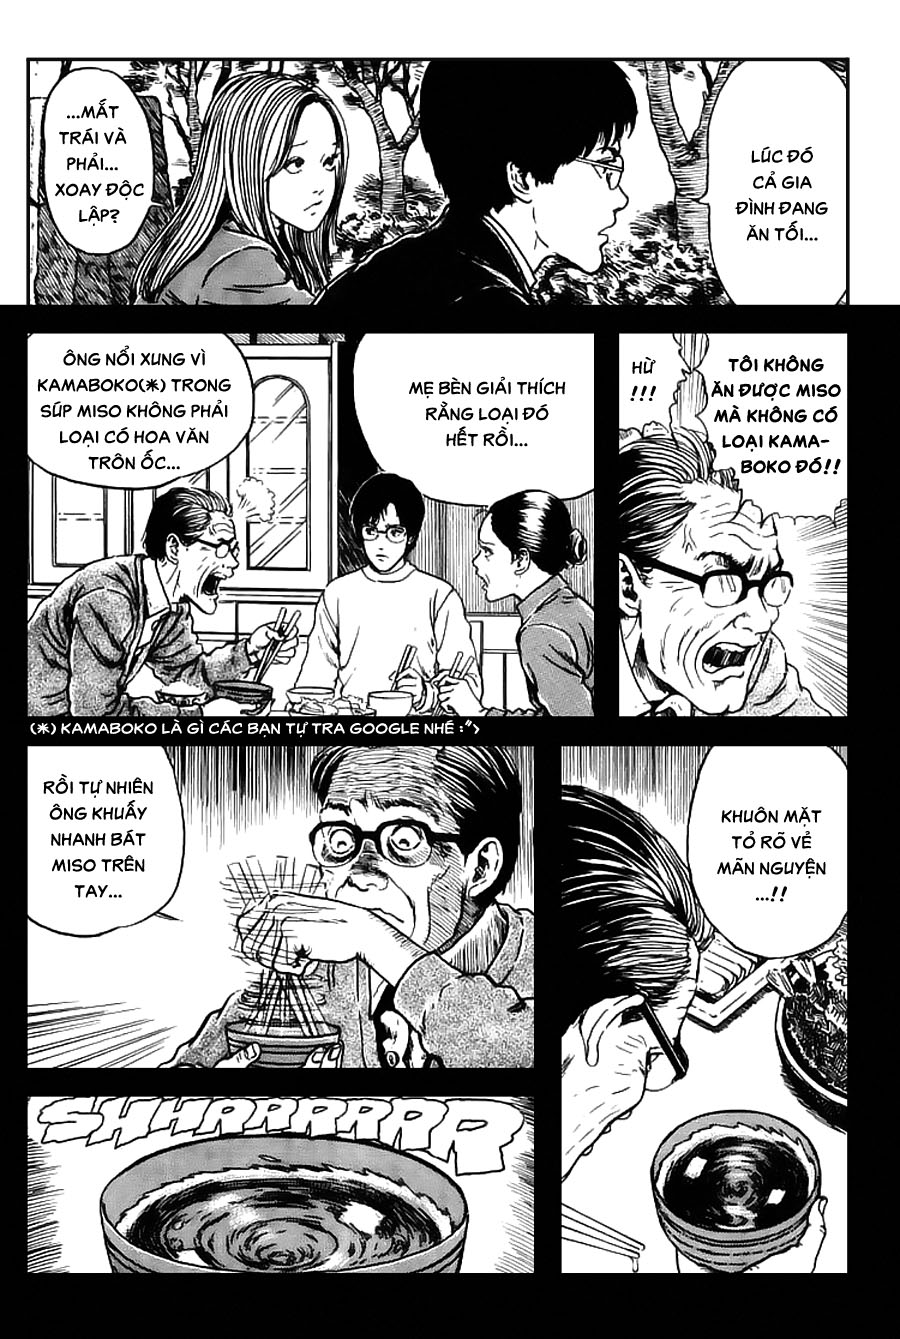 ...MẮT
TRÁI VÀ
PHẢI...
XOAY ĐỘC
LẬP?
LÚC ĐÓ
CẢ GIA
ĐÌNH ĐANG
ĂN TỐI...
ÔNG NỔI XUNG VÌ
KAMABOKO(*) TRONG
SÚP MISO KHÔNG PHẢI
LOẠI CÓ HOA VĂN
TRÔN ỐC...
MẸ BÈN GIẢI THÍCH
RẰNG LOẠI ĐÓ
HẾT RỒI...
HỪ
!!!
TÔI KHÔNG
ĂN ĐƯỢC MISO
MÀ KHÔNG CÓ
LOẠI KAMA-
BOKO ĐÓ!!
(*) KAMABOKO LÀ GÌ CÁC BẠN TỰ TRA GOOGLE NHÉ :">
RỒI TỰ NHIÊN
ÔNG KHUẤY
NHANH BÁT
MISO TRÊN
TAY...
KHUÔN MẶT
TỎ RÕ VẺ
MÃN NGUYỆN
...!!
SHHRRRRRR